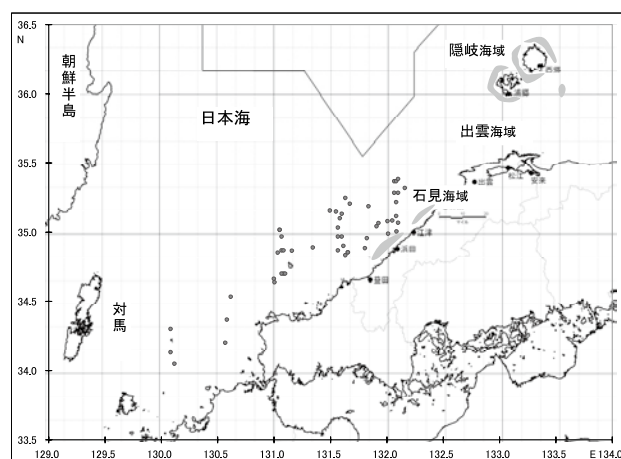 36.5
N
朝鮮半島
隠岐海域
西郷
浦郷
36.0
日本海
出雲海域
35.5
出雲
松江
安来
石見海域
35.0
江津
浜田
益田
34.5
対馬
34.0
33.5
129.0
129.5
130.0
130.5
131.0
131.5
132.0
132.5
133.0
133.5
E 134.0